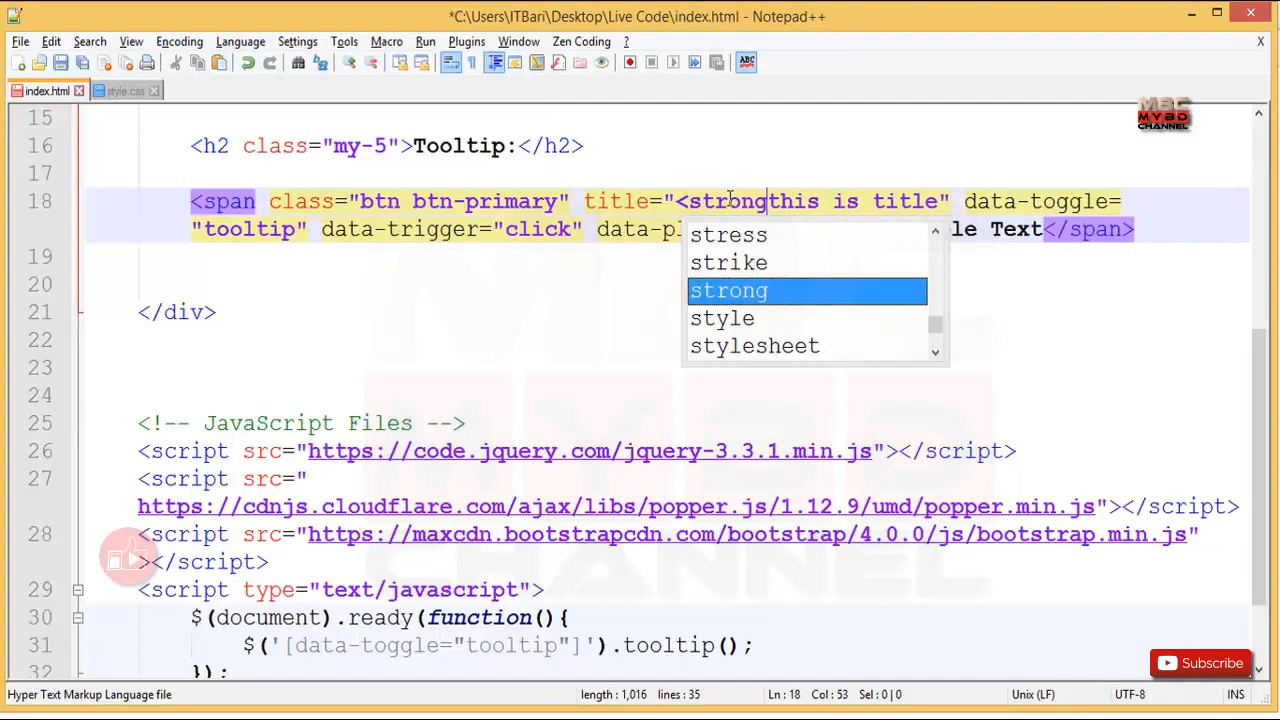 *C:\Users\ITBari\Desktop\Live Code\index.html - Notepad++
File Edit Search View Encoding Language Settings Tools Macro Run Plugins Window Zen Coding ? X
ABC
index.html style.css
MBC
MYBD
CHANNEL
15
16 <h2 class="my-5">Tooltip:</h2>
17
18 <span class="btn btn-primary" title="<strongthis is title" data-toggle=
"tooltip" data-trigger="click" data-pl le Text</span>
stress
strike
strong
style
stylesheet
19
20
21 </div>
22
23
24
25 <!-- JavaScript Files -->
26 <script src="https://code.jquery.com/jquery-3.3.1.min.js"></script>
27 <script src="
https://cdnjs.cloudflare.com/ajax/libs/popper.js/1.12.9/umd/popper.min.js"></script>
28 <script src="https://maxcdn.bootstrapcdn.com/bootstrap/4.0.0/js/bootstrap.min.js"
></script>
29 <script type="text/javascript">
30 $(document).ready(function(){
31 $('[data-toggle="tooltip"]').tooltip();
32 });
MBC
MYBD
CHANNEL
Subscribe
Hyper Text Markup Language file length : 1,016 lines : 35 Ln : 18 Col : 53 Sel : 0 | 0 Unix (LF) UTF-8 INS